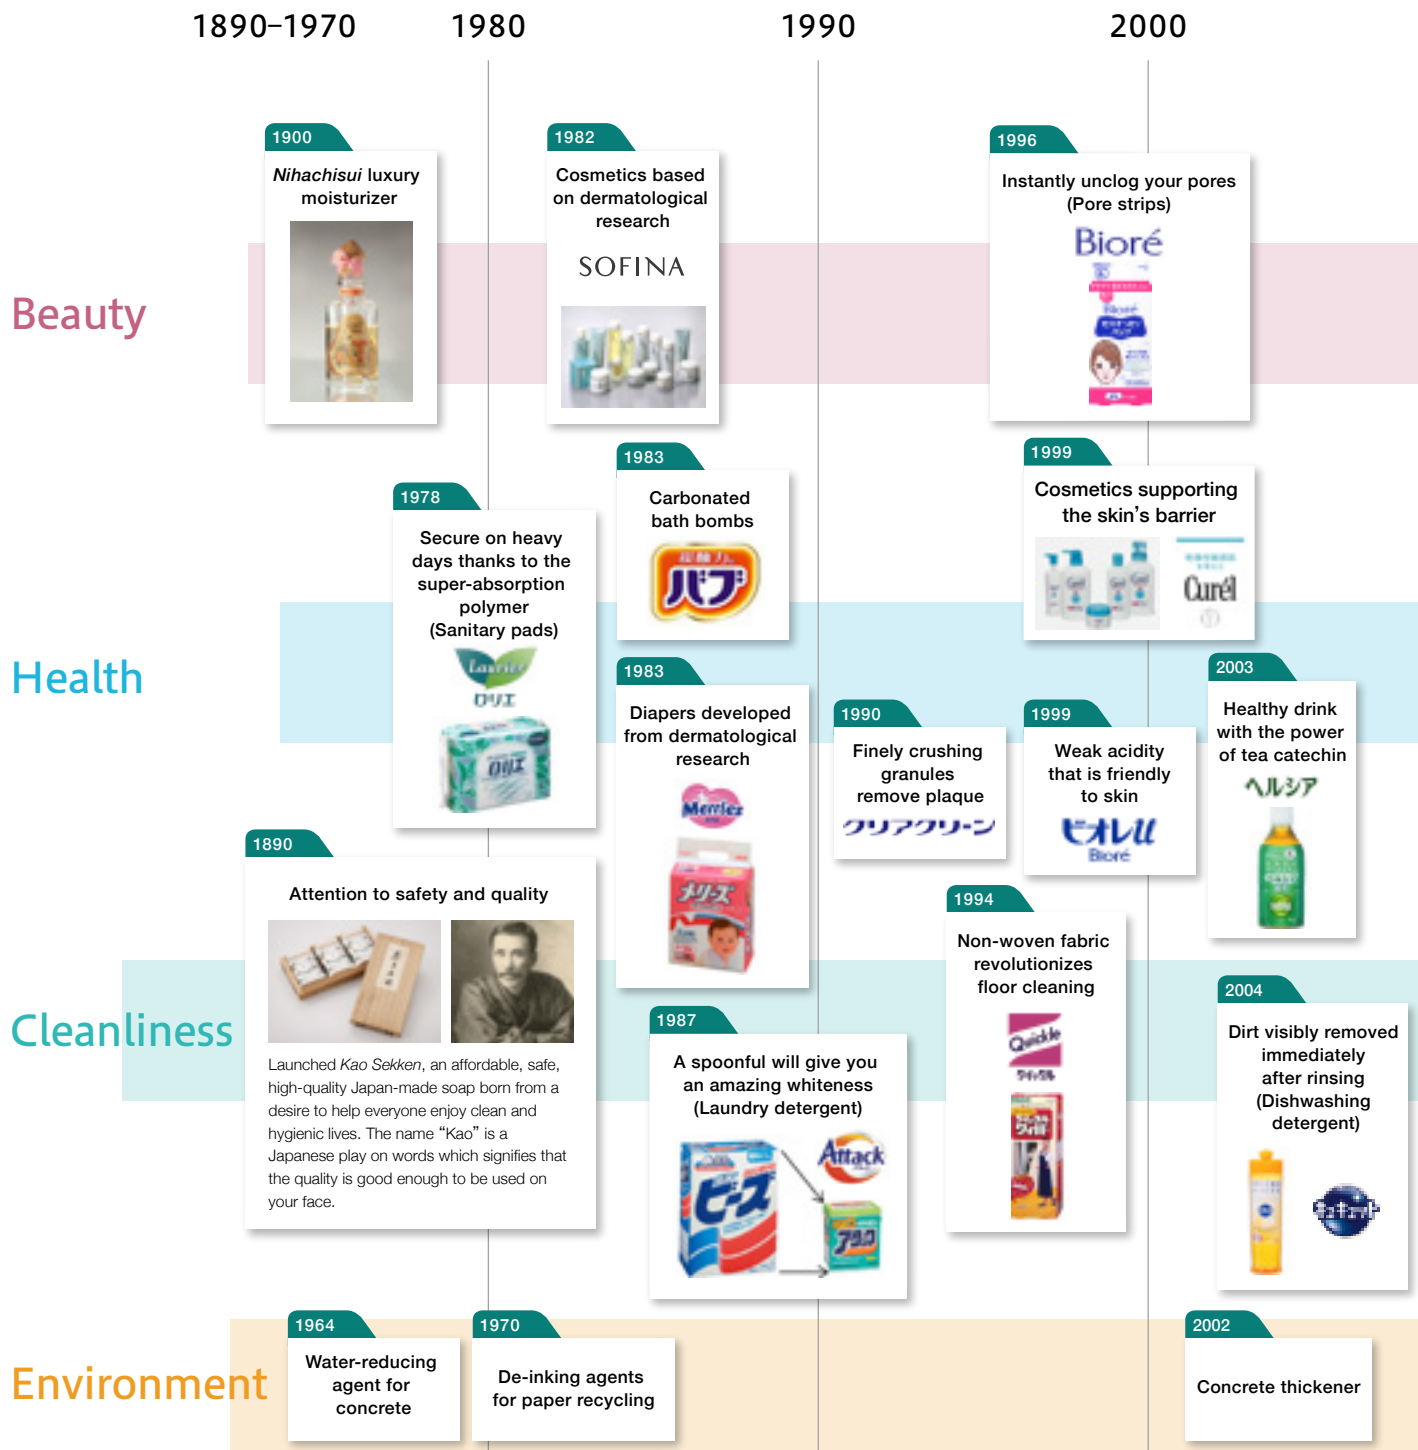 1890–1970
1980
1990
2000
Beauty
1900
Nihachisui luxury
moisturizer
1982
Cosmetics based
on dermatological
research
SOFINA
1996
Instantly unclog your pores
(Pore strips)
Bioré
Bioré
Health
1978
Secure on heavy
days thanks to the
super-absorption
polymer
(Sanitary pads)
Laurier
ロリエ
ロリエ
1983
Carbonated
bath bombs
バブ
1983
Diapers developed
from dermatological
research
Merries
メリーズ
1990
Finely crushing
granules
remove plaque
クリアクリーン
1999
Cosmetics supporting
the skin's barrier
Curél
1999
Weak acidity
that is friendly
to skin
ビオレu
Bioré
2003
Healthy drink
with the power
of tea catechin
ヘルシア
Cleanliness
1890
Attention to safety and quality
Launched Kao Sekken, an affordable, safe,
high-quality Japan-made soap born from a
desire to help everyone enjoy clean and
hygienic lives. The name “Kao” is a
Japanese play on words which signifies that
the quality is good enough to be used on
your face.
1987
A spoonful will give you
an amazing whiteness
(Laundry detergent)
Attack
アタック
1994
Non-woven fabric
revolutionizes
floor cleaning
Quickle
クイックル
2004
Dirt visibly removed
immediately
after rinsing
(Dishwashing
detergent)
キュキュット
Environment
1964
Water-reducing
agent for
concrete
1970
De-inking agents
for paper recycling
2002
Concrete thickener